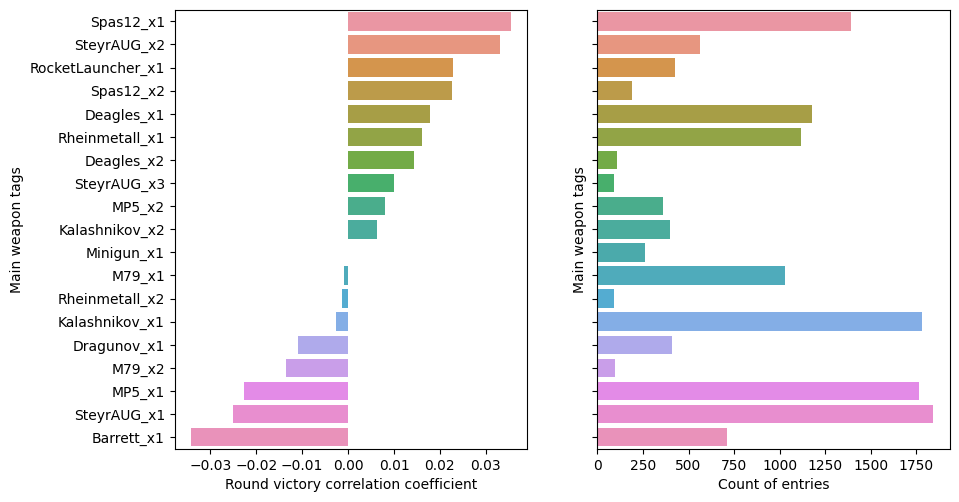 Main weapon tags
Spas12_x1
SteyrAUG_x2
RocketLauncher_x1
Spas12_x2
Deagles_x1
Rheinmetall_x1
Deagles_x2
SteyrAUG_x3
MP5_x2
Kalashnikov_x2
Minigun_x1
M79_x1
Rheinmetall_x2
Kalashnikov_x1
Dragunov_x1
M79_x2
MP5_x1
SteyrAUG_x1
Barrett_x1
−0.03 −0.02 −0.01 0.00 0.01 0.02 0.03
Round victory correlation coefficient
Main weapon tags
0 250 500 750 1000 1250 1500 1750
Count of entries